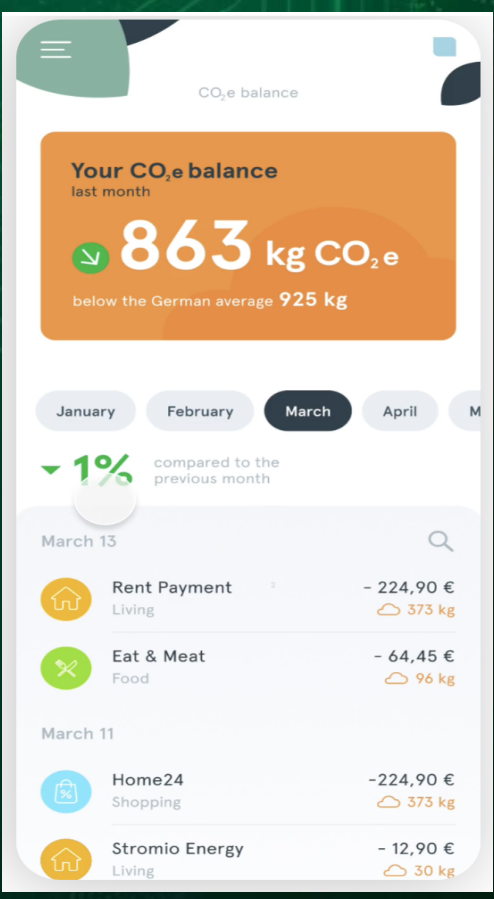 CO₂e balance
Your CO₂e balance
last month
863 kg CO₂e
below the German average 925 kg
January February March April M
1% compared to the
previous month
March 13
Rent Payment - 224,90 €
Living 373 kg
Eat & Meat - 64,45 €
Food 96 kg
March 11
Home24 -224,90 €
Shopping 373 kg
Stromio Energy - 12,90 €
Living 30 kg